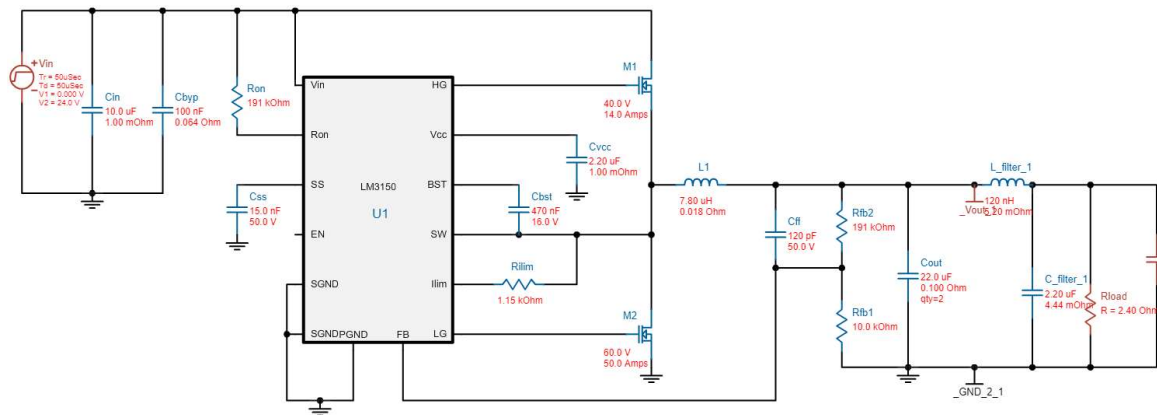 Vin
Tr = 50uSec
Td = 50uSec
V1 = 0.000 V
V2 = 24.0 V
Cin
10.0 uF
1.00 mOhm
Cbyp
100 nF
0.064 Ohm
Ron
191 kOhm
Css
15.0 nF
50.0 V
Vin
Ron
SS
EN
SGND
SGND
PGND
FB
LM3150
U1
HG
Vcc
BST
SW
Ilim
LG
Cvcc
2.20 uF
1.00 mOhm
Cbst
470 nF
16.0 V
Rilim
1.15 kOhm
M1
40.0 V
14.0 Amps
M2
60.0 V
50.0 Amps
L1
7.80 uH
0.018 Ohm
Cff
120 pF
50.0 V
Rfb2
191 kOhm
Rfb1
10.0 kOhm
Cout
22.0 uF
0.100 Ohm
qty=2
L_filter_1
120 nH
_GND_2_1
C_filter_1
2.20 uF
4.44 mOhm
Rload
R = 2.40 Ohm